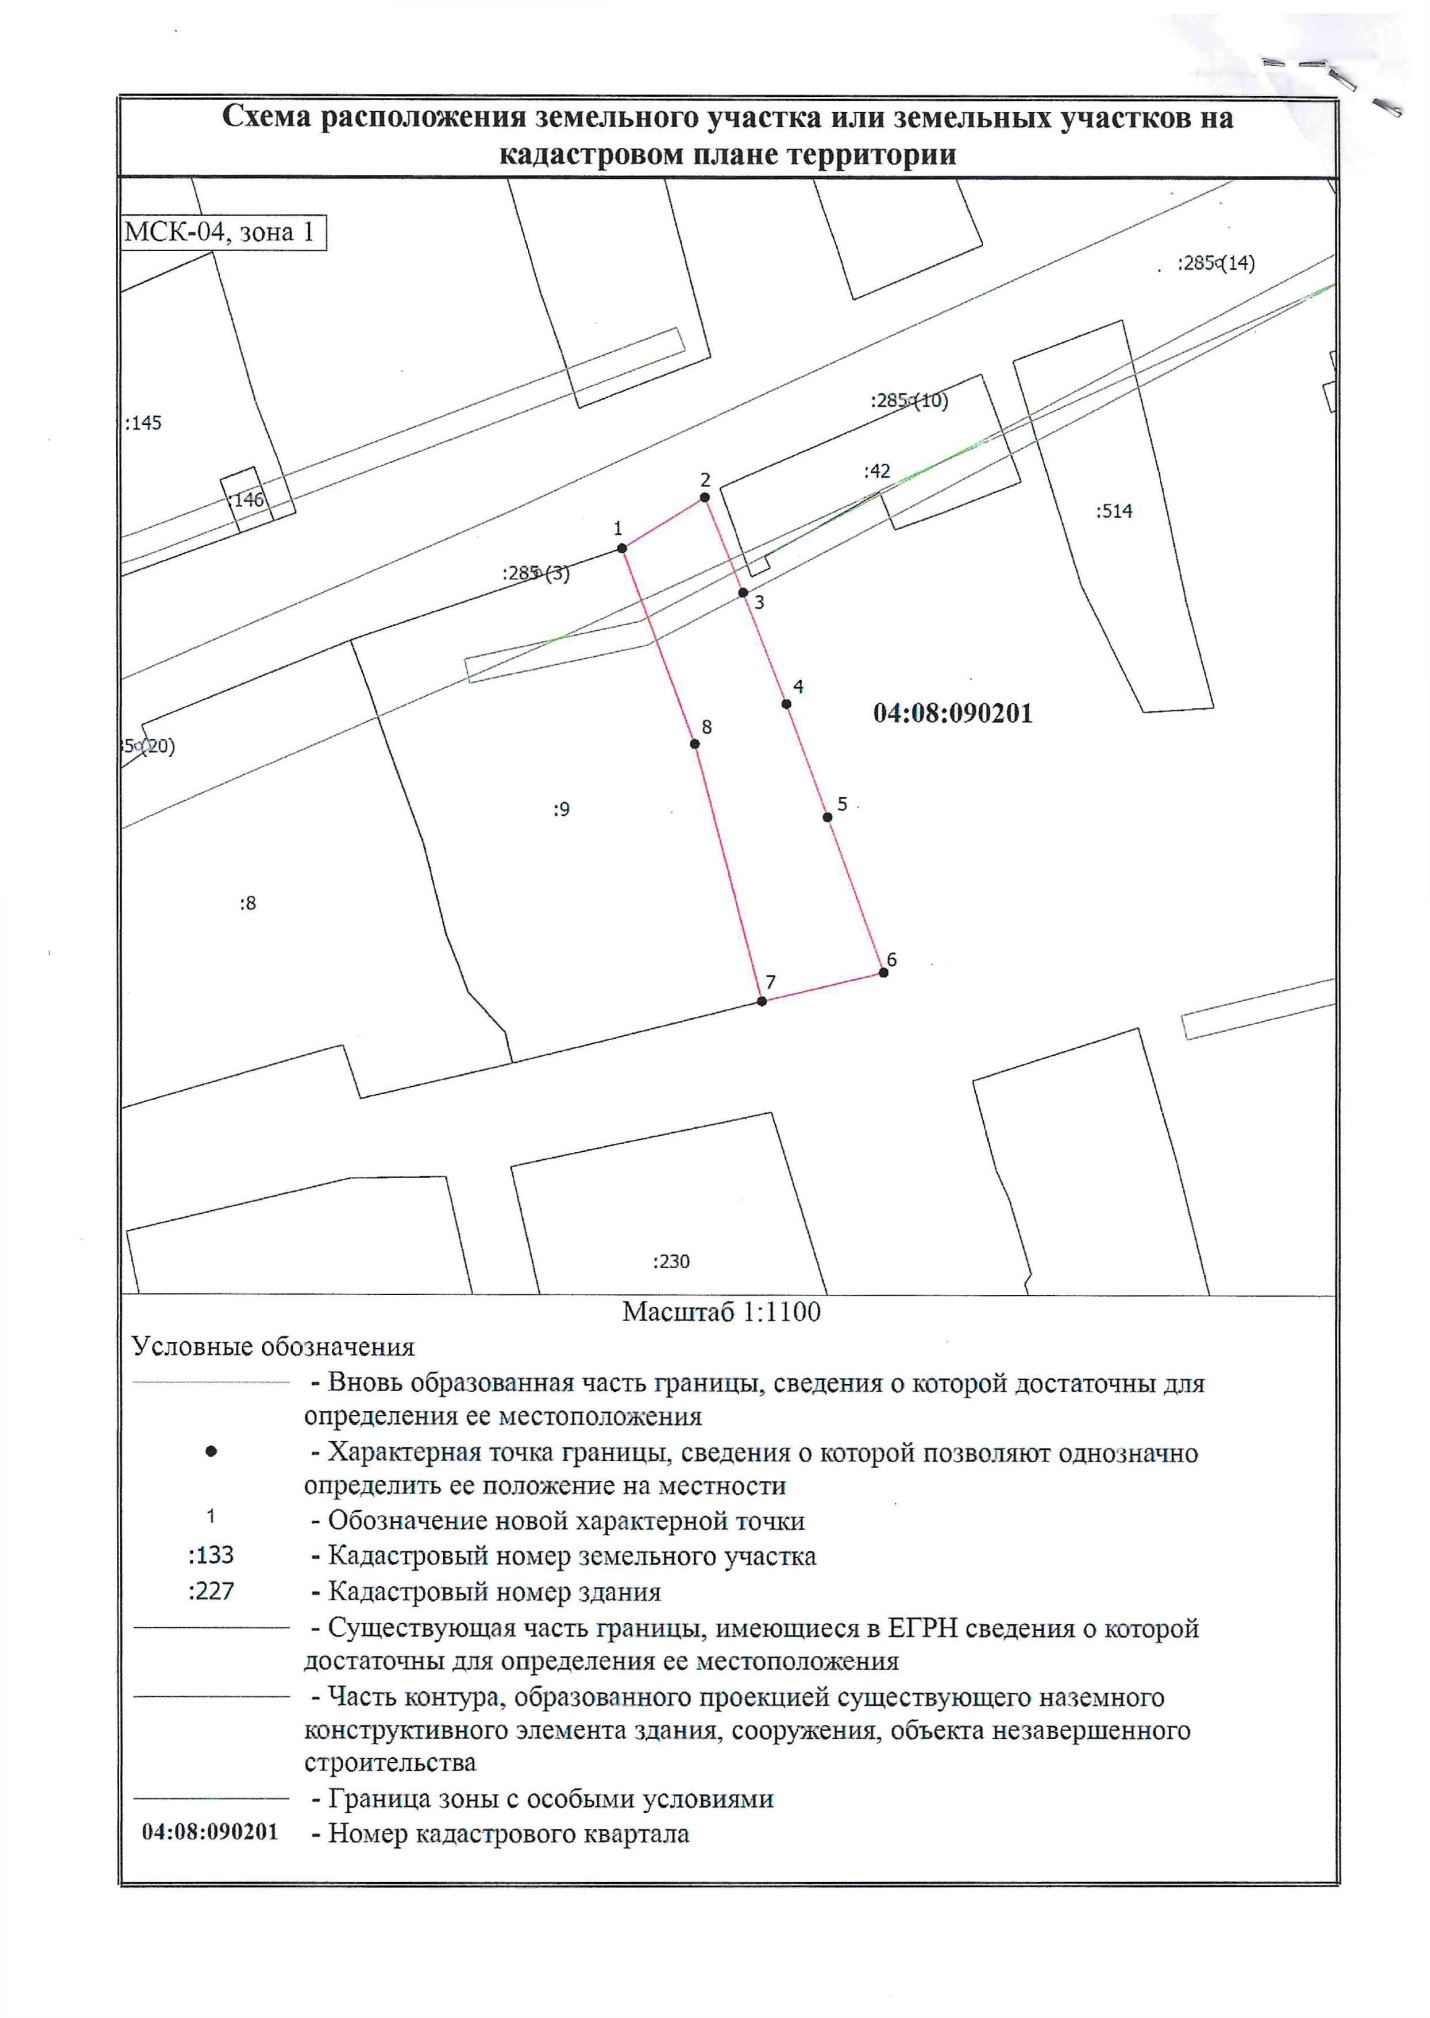 Схема расположения земельного участка или земельных участков на
кадастровом плане территории
МСК-04, зона 1
:285(14)
:145
:285(10)
:42
:146
2
:514
1
:285(3)
3
4
04:08:090201
8
(20)
:9
5
:8
6
7
:230
Масштаб 1:1100
Условные обозначения
- Вновь образованная часть границы, сведения о которой достаточны для
определения ее местоположения
- Характерная точка границы, сведения о которой позволяют однозначно
определить ее положение на местности
1 - Обозначение новой характерной точки
:133 - Кадастровый номер земельного участка
:227 - Кадастровый номер здания
- Существующая часть границы, имеющиеся в ЕГРН сведения о которой
достаточны для определения ее местоположения
- Часть контура, образованного проекцией существующего наземного
конструктивного элемента здания, сооружения, объекта незавершенного
строительства
- Граница зоны с особыми условиями
04:08:090201 - Номер кадастрового квартала